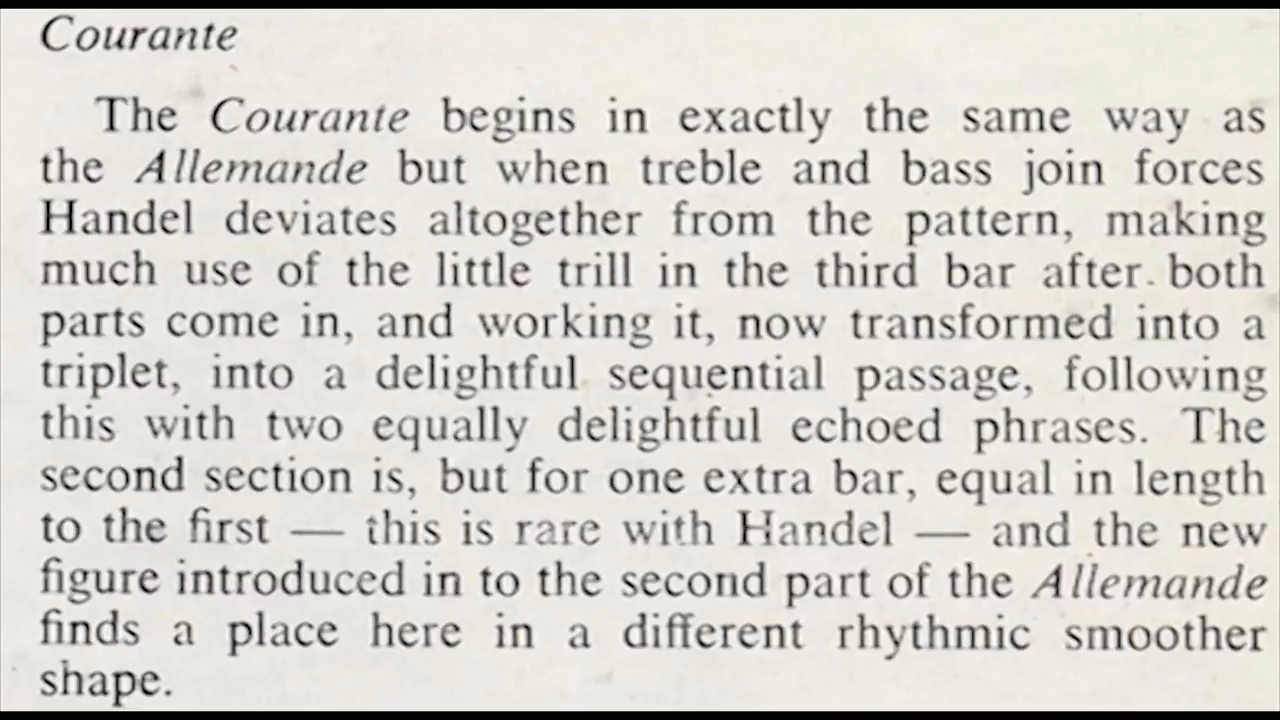 Courante
The Courante begins in exactly the same way as
the Allemande but when treble and bass join forces
Handel deviates altogether from the pattern, making
much use of the little trill in the third bar after both
parts come in, and working it, now transformed into a
triplet, into a delightful sequential passage, following
this with two equally delightful echoed phrases. The
second section is, but for one extra bar, equal in length
to the first — this is rare with Handel — and the new
figure introduced in to the second part of the Allemande
finds a place here in a different rhythmic smoother
shape.